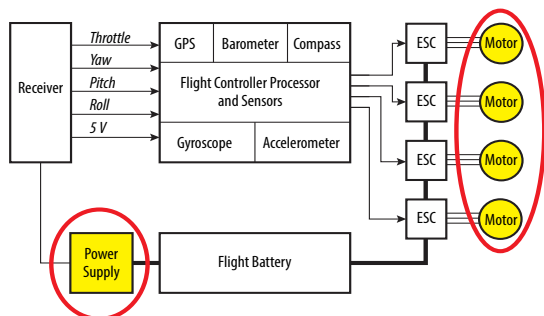 Receiver
Throttle
Yaw
Pitch
Roll
5 V
GPS
Barometer
Compass
Flight Controller Processor
and Sensors
Gyroscope
Accelerometer
ESC
Motor
ESC
Motor
ESC
Motor
ESC
Motor
Power
Supply
Flight Battery